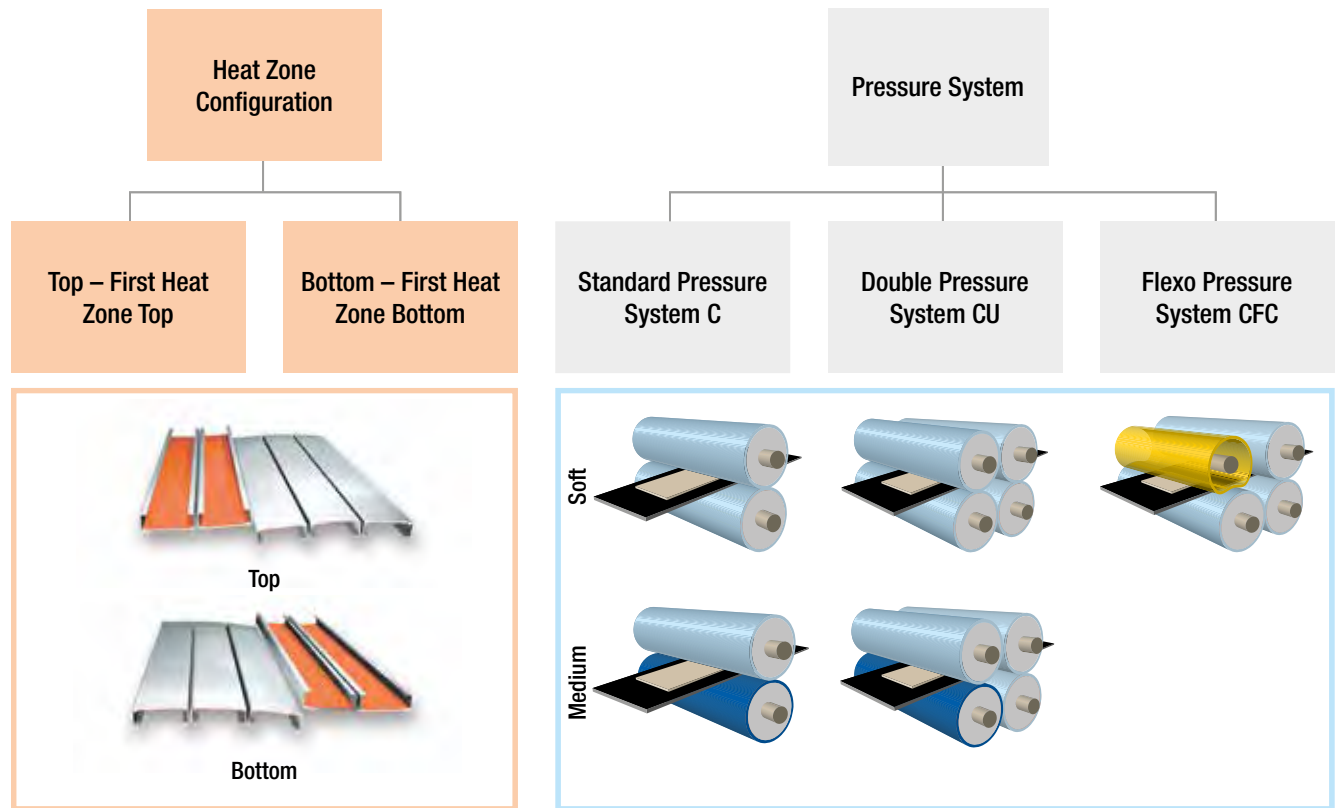 Heat Zone
Configuration
Pressure System
Top – First Heat
Zone Top
Bottom – First Heat
Zone Bottom
Standard Pressure
System C
Double Pressure
System CU
Flexo Pressure
System CFC
Top
Bottom
Soft
Medium